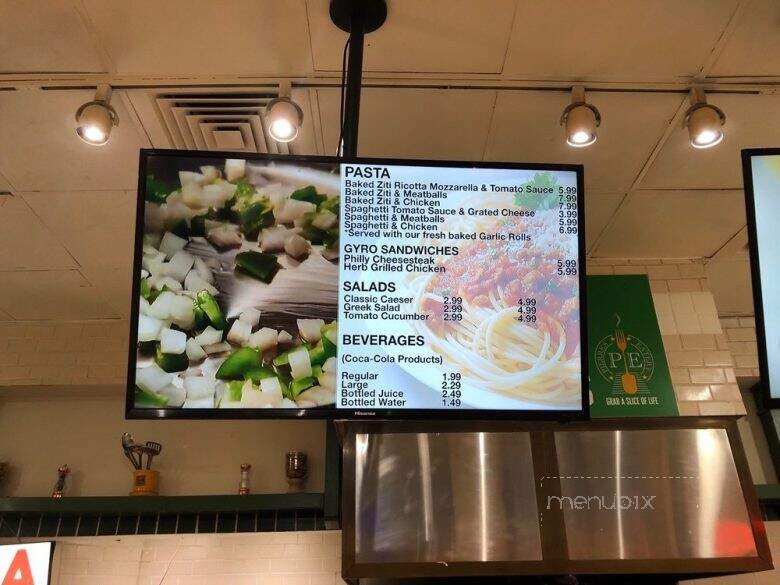 PASTA
Baked Ziti Ricotta Mozzarella & Tomato Sauce 5.99
Baked Ziti & Meatballs 7.99
Baked Ziti & Chicken 7.99
Spaghetti Tomato Sauce & Grated Cheese 3.99
Spaghetti & Meatballs 5.99
Spaghetti & Chicken 6.99
*Served with our fresh baked Garlic Rolls
GYRO SANDWICHES
Philly Cheesesteak 5.99
Herb Grilled Chicken 5.99
SALADS
Classic Caeser 2.99 4.99
Greek Salad 2.99 4.99
Tomato Cucumber 2.99 4.99
BEVERAGES
(Coca-Cola Products)
Regular 1.99
Large 2.29
Bottled Juice 2.49
Bottled Water 1.49
Hisense
PE
GRAB A SLICE OF LIFE
menubix
A